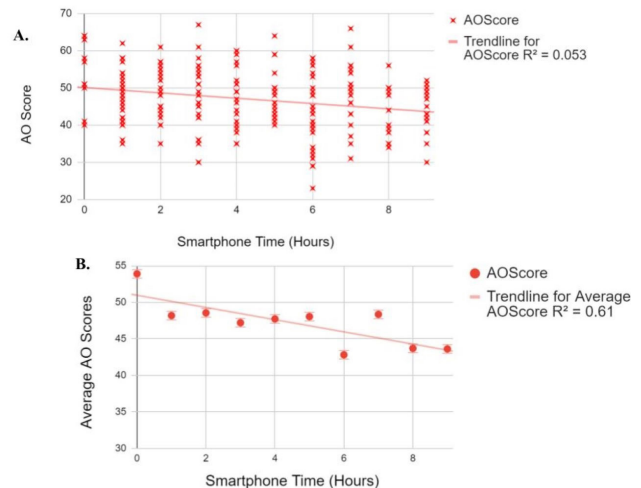 A.
AOScore
Trendline for
AOScore R² = 0.053
AO Score
70
60
50
40
30
20
0
2
4
6
8
Smartphone Time (Hours)
B.
AOScore
Trendline for Average
AOScore R² = 0.61
Average AO Scores
55
50
45
40
35
30
0
2
4
6
8
Smartphone Time (Hours)